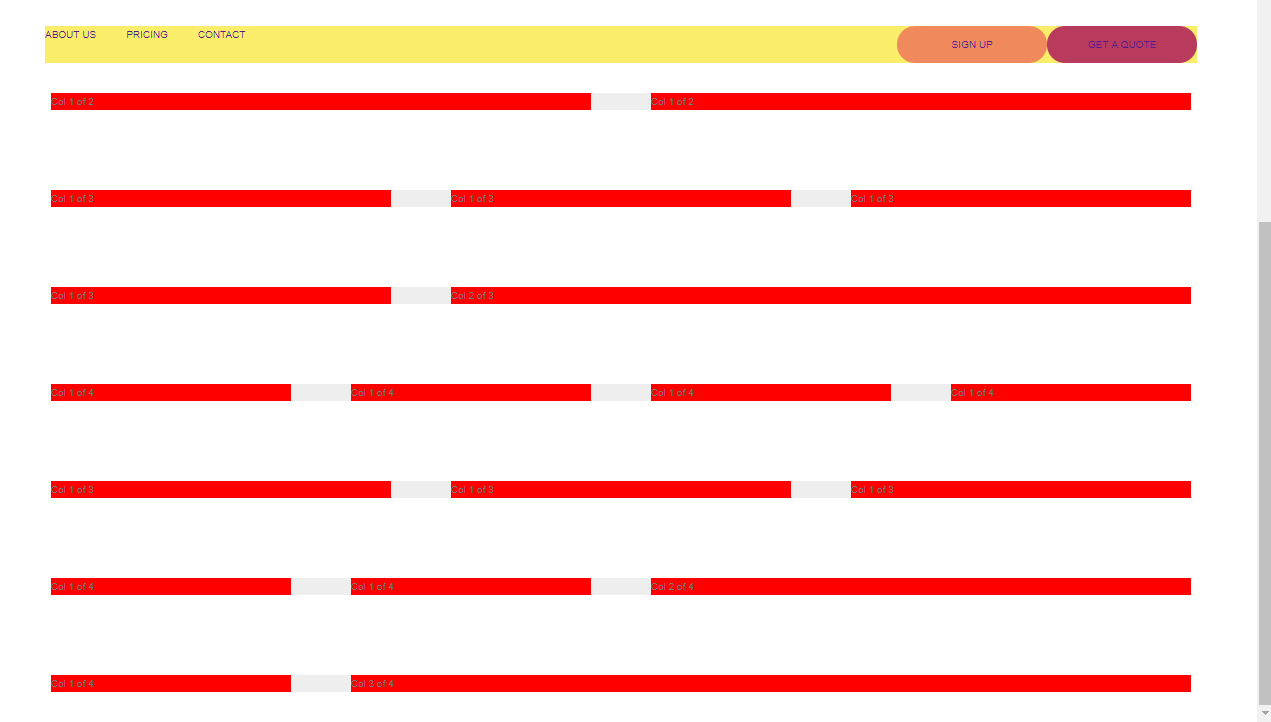 ABOUT US PRICING CONTACT SIGN UP GET A QUOTE
Col 1 of 2 Col 1 of 2
Col 1 of 3 Col 1 of 3 Col 1 of 3
Col 1 of 3 Col 2 of 3
Col 1 of 4 Col 1 of 4 Col 1 of 4 Col 1 of 4
Col 1 of 3 Col 1 of 3 Col 1 of 3
Col 1 of 4 Col 1 of 4 Col 2 of 4
Col 1 of 4 Col 3 of 4